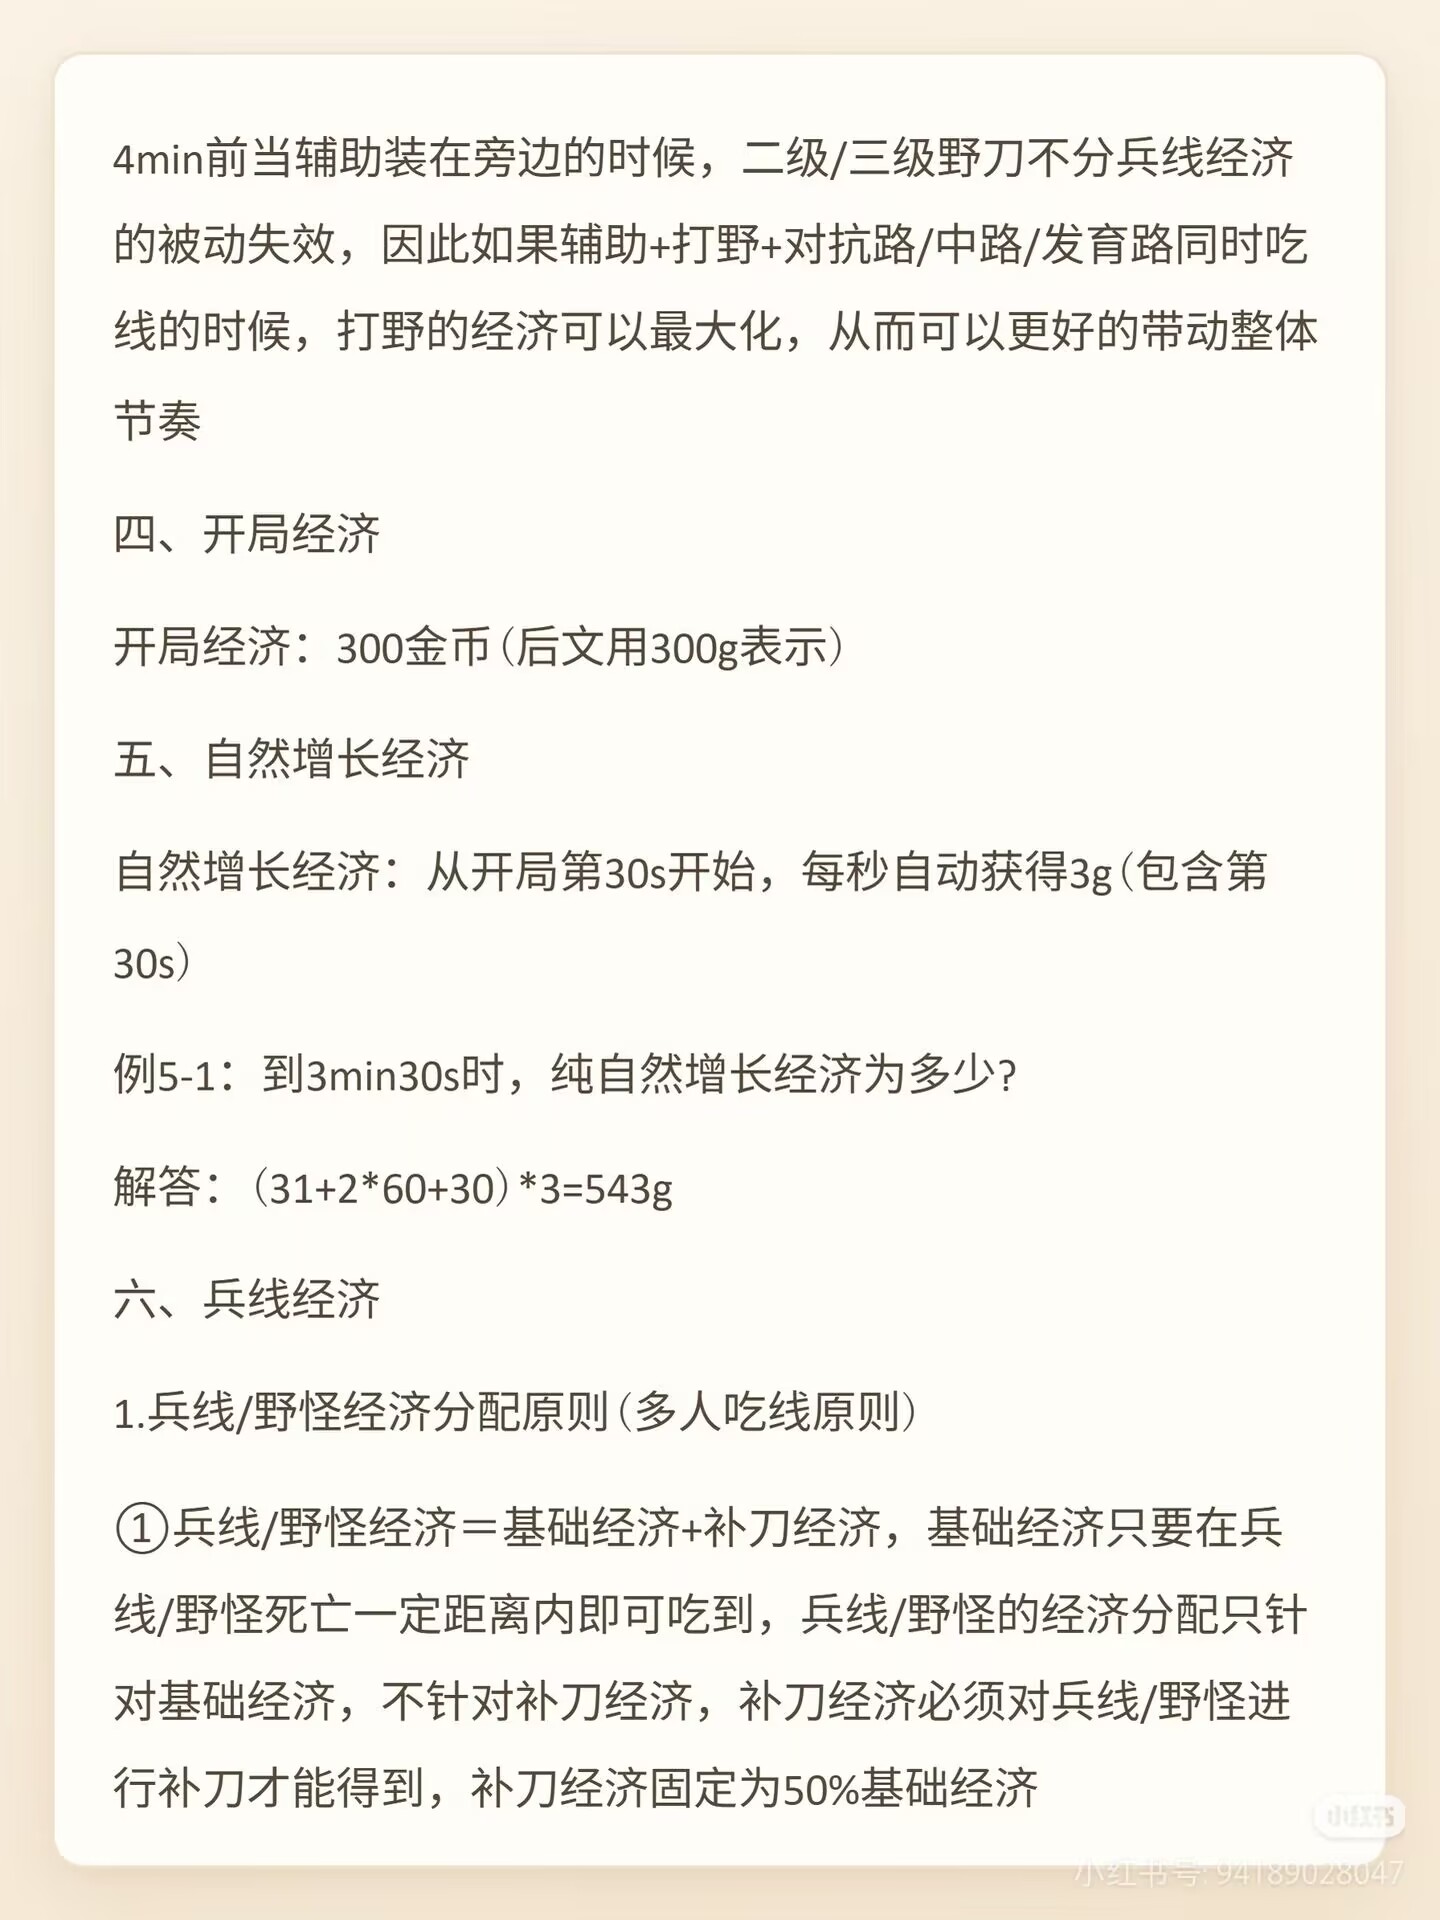 4min前当辅助装在旁边的时候，二级/三级野刀不分兵线经济
的被动失效，因此如果辅助+打野+对抗路/中路/发育路同时吃
线的时候，打野的经济可以最大化，从而可以更好的带动整体
节奏
四、开局经济
开局经济：300金币（后文用300g表示）
五、自然增长经济
自然增长经济：从开局第30s开始，每秒自动获得3g（包含第
30s）
例5-1：到3min30s时，纯自然增长经济为多少?
解答：（31+2*60+30）*3=543g
六、兵线经济
1.兵线/野怪经济分配原则（多人吃线原则）
①兵线/野怪经济＝基础经济+补刀经济，基础经济只要在兵
线/野怪死亡一定距离内即可吃到，兵线/野怪的经济分配只针
对基础经济，不针对补刀经济，补刀经济必须对兵线/野怪进
行补刀才能得到，补刀经济固定为50%基础经济
小红书
小红书号: 94189028047